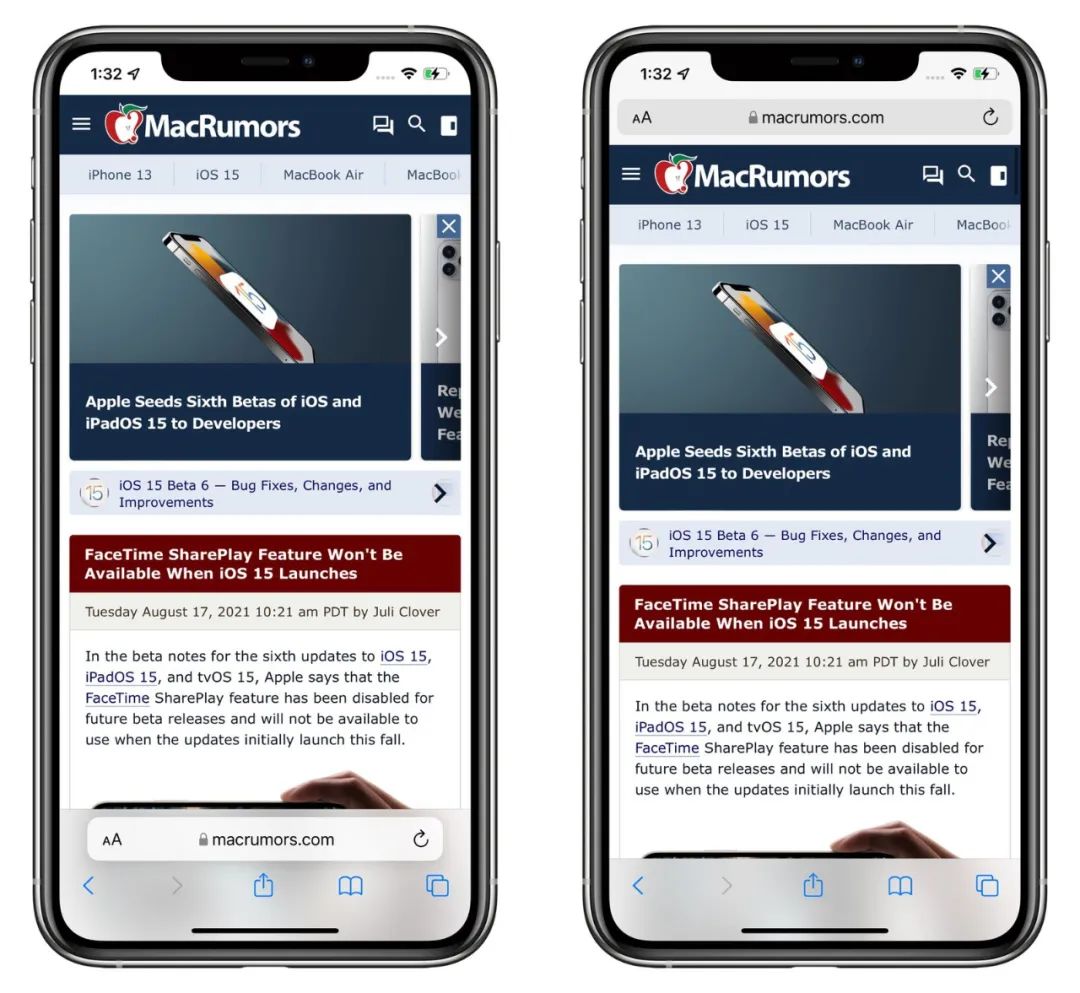 1:32
MacRumors
iPhone 13 iOS 15 MacBook Air MacBoo
Apple Seeds Sixth Betas of iOS and
iPadOS 15 to Developers
Re
We
Fea
15
iOS 15 Beta 6 — Bug Fixes, Changes, and
Improvements
FaceTime SharePlay Feature Won't Be
Available When iOS 15 Launches
Tuesday August 17, 2021 10:21 am PDT by Juli Clover
In the beta notes for the sixth updates to iOS 15,
iPadOS 15, and tvOS 15, Apple says that the
FaceTime SharePlay feature has been disabled for
future beta releases and will not be available to
use when the updates initially launch this fall.
AA macrumors.com
1:32
AA macrumors.com
MacRumors
iPhone 13 iOS 15 MacBook Air MacBoo
Apple Seeds Sixth Betas of iOS and
iPadOS 15 to Developers
Rep
We
Fea
15
iOS 15 Beta 6 — Bug Fixes, Changes, and
Improvements
FaceTime SharePlay Feature Won't Be
Available When iOS 15 Launches
Tuesday August 17, 2021 10:21 am PDT by Juli Clover
In the beta notes for the sixth updates to iOS 15,
iPadOS 15, and tvOS 15, Apple says that the
FaceTime SharePlay feature has been disabled for
future beta releases and will not be available to
use when the updates initially launch this fall.